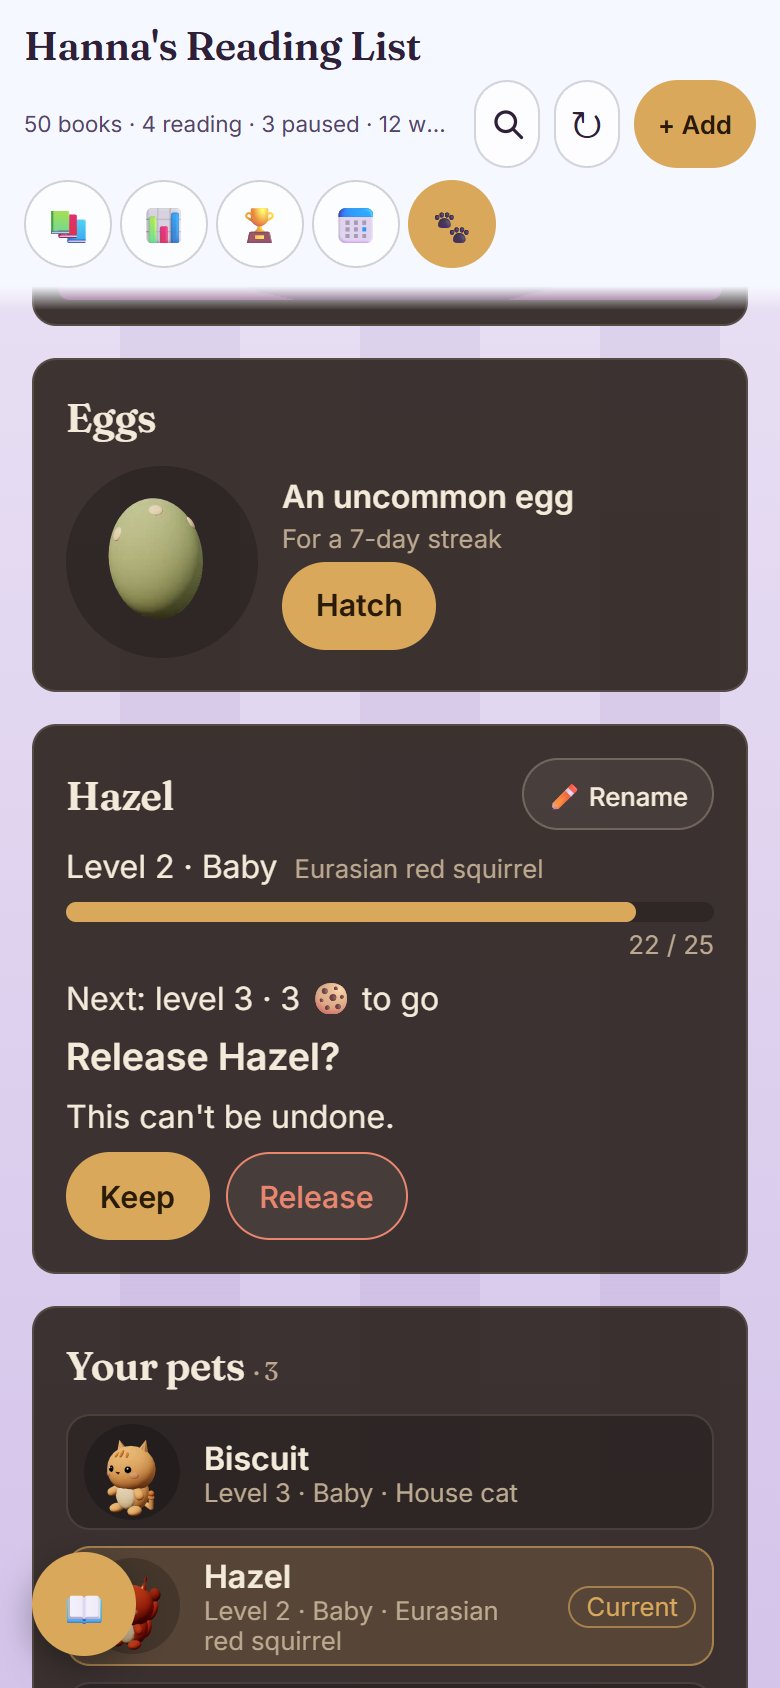 Hanna's Reading List
50 books · 4 reading · 3 paused · 12 w...
+ Add
Eggs
An uncommon egg
For a 7-day streak
Hatch
Hazel
Rename
Level 2 · Baby Eurasian red squirrel
22 / 25
Next: level 3 · 3 🍪 to go
Release Hazel?
This can't be undone.
Keep
Release
Your pets · 3
Biscuit
Level 3 · Baby · House cat
Hazel
Level 2 · Baby · Eurasian
red squirrel
Current